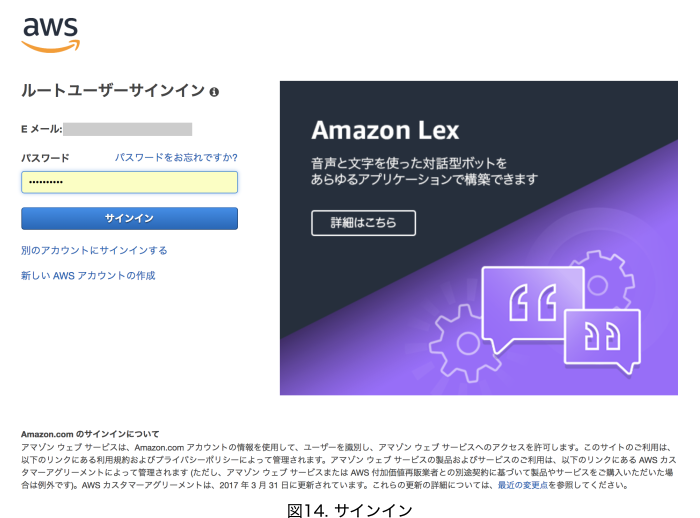 aws
ルートユーザーサインイン
E メール:
パスワード パスワードをお忘れですか?
サインイン
別のアカウントにサインインする
新しい AWS アカウントの作成
Amazon Lex
音声と文字を使った対話型ボットを
あらゆるアプリケーションで構築できます
詳細はこちら
Amazon.com のサインインについて
アマゾン ウェブ サービスは、Amazon.com アカウントの情報を使用して、ユーザーを識別し、アマゾン ウェブ サービスへのアクセスを許可します。このサイトのご利用は、
以下のリンクにある利用規約およびプライバシーポリシーによって管理されます。アマゾン ウェブ サービスの製品およびサービスのご利用は、以下のリンクにある AWS カス
タマーアグリーメントによって管理されます (ただし、アマゾン ウェブ サービスまたは AWS 付加価値再販業者との別途契約に基づいて製品やサービスをご購入いただいた場
合は例外です)。AWS カスタマーアグリーメントは、2017 年 3 月 31 日に更新されています。これらの更新の詳細については、最近の変更点を参照してください。
図14. サインイン